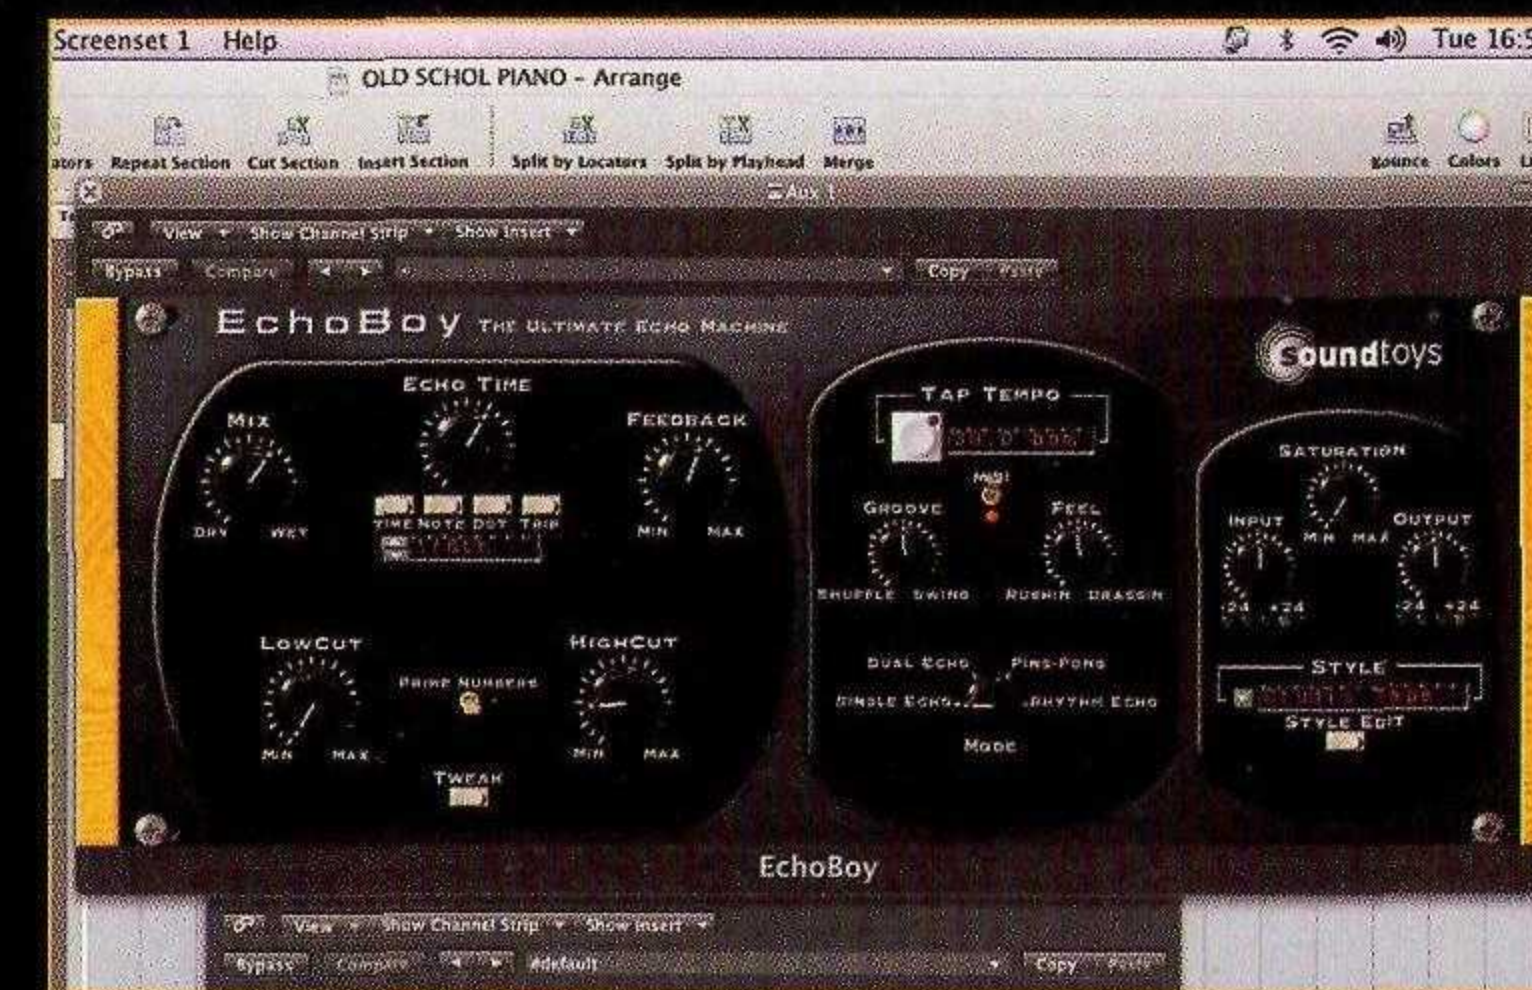 Screenset 1 Help
Tue 16:5
OLD SCHOL PIANO - Arrange
ators Repeat Section Cut Section Insert Section Split by Locators Split by Playhead Merge Bounce Colors
Aux 1
View Show Channel Strip Show Insert
Bypass Compare Copy Paste
EchoBoy THE ULTIMATE ECHO MACHINE
soundtoys
ECHO TIME
TAP TEMPO
MIX
FEEDBACK
SATURATION
DRY WET
TIME NOTE DOT TRIP
MIN MAX
MIDI
GROOVE FEEL
INPUT OUTPUT
MIN MAX
SHUFFLE SWING RUSHIN DRAGGIN
-24 +24 -24 +24
LOWCUT HIGHCUT
PRIME NUMBERS
DUAL ECHO PING-PONG
SINGLE ECHO RHYTHM ECHO
STYLE
STYLE EDIT
MODE
MIN MAX MIN MAX
TWEAK
EchoBoy
View Show Channel Strip Show Insert
Bypass Compare #default Copy Paste